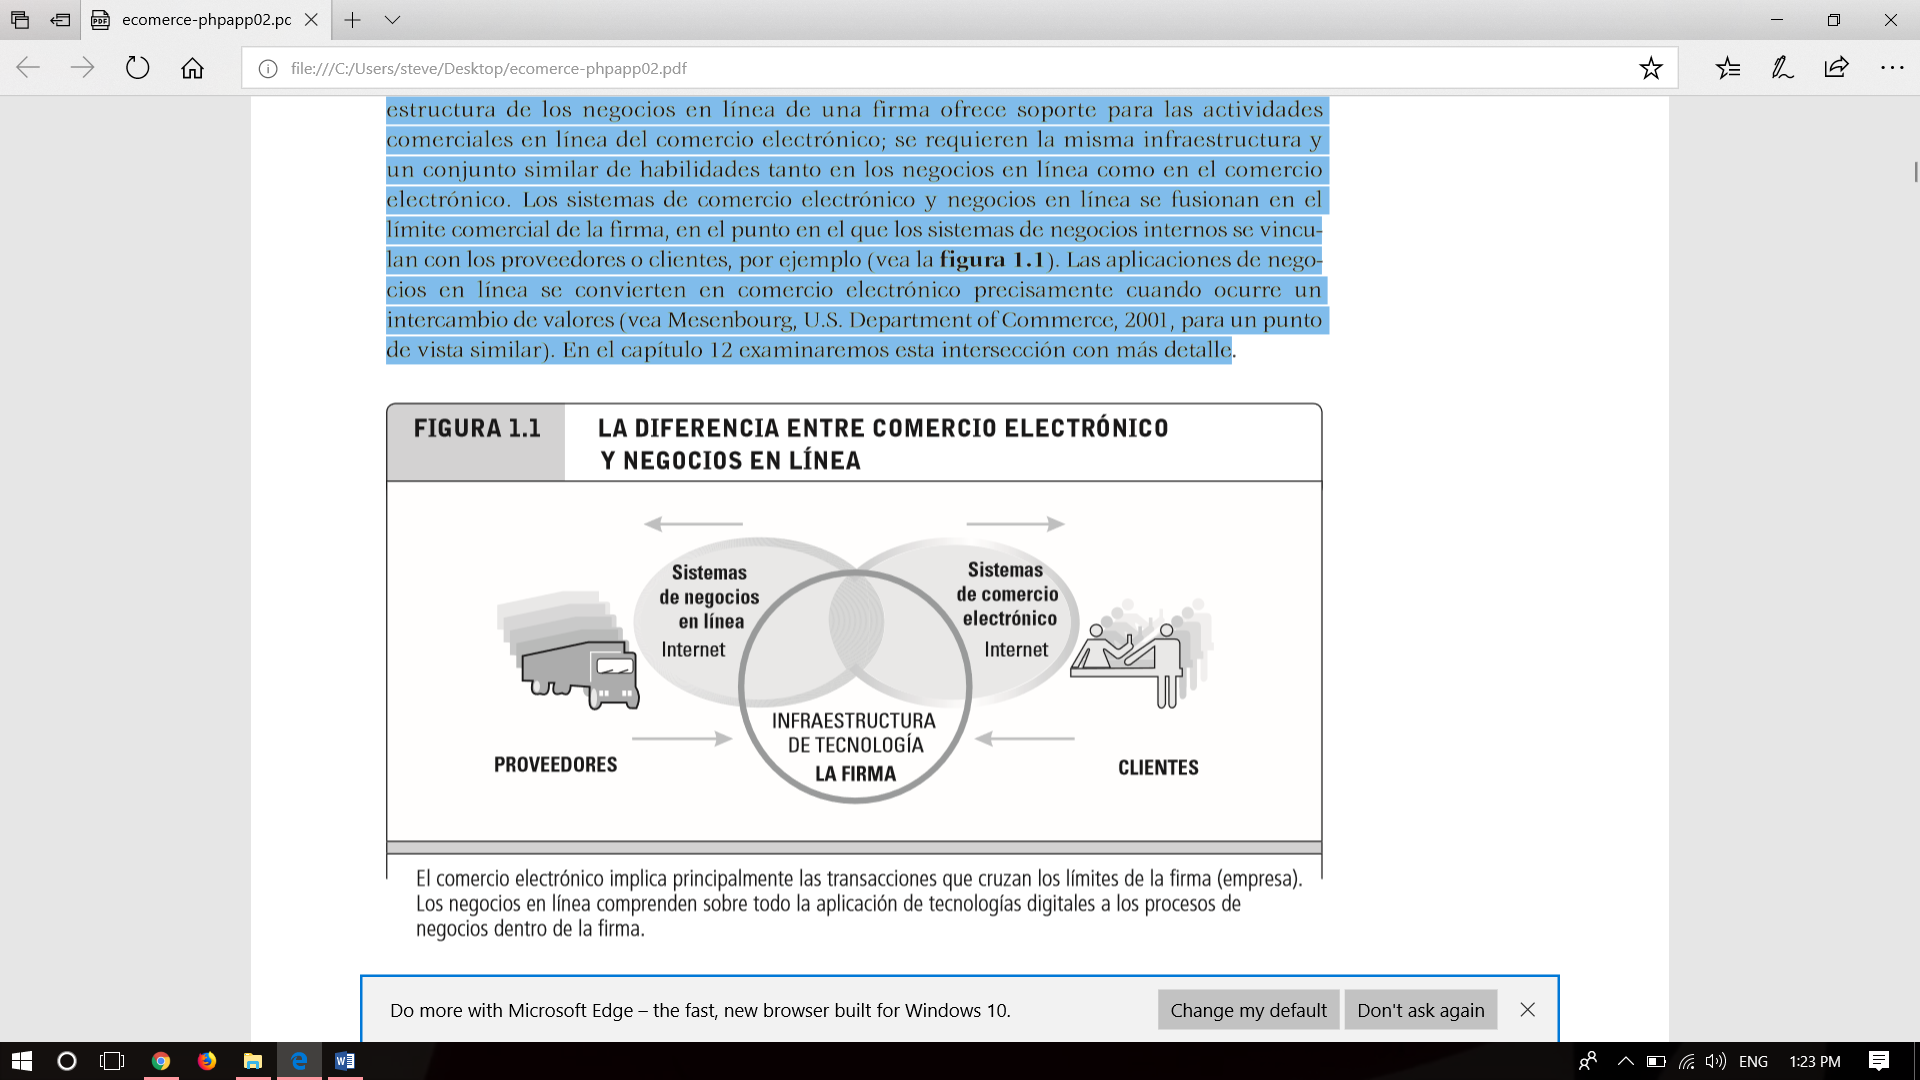 ecomerce-phpapp02.pc
file:///C:/Users/steve/Desktop/ecomerce-phpapp02.pdf
estructura de los negocios en línea de una firma ofrece soporte para las actividades
comerciales en línea del comercio electrónico; se requieren la misma infraestructura y
un conjunto similar de habilidades tanto en los negocios en línea como en el comercio
electrónico. Los sistemas de comercio electrónico y negocios en línea se fusionan en el
límite comercial de la firma, en el punto en el que los sistemas de negocios internos se vincu-
lan con los proveedores o clientes, por ejemplo (vea la figura 1.1). Las aplicaciones de nego-
cios en línea se convierten en comercio electrónico precisamente cuando ocurre un
intercambio de valores (vea Mesenbourg, U.S. Department of Commerce, 2001, para un punto
de vista similar). En el capítulo 12 examinaremos esta intersección con más detalle.
FIGURA 1.1
LA DIFERENCIA ENTRE COMERCIO ELECTRÓNICO
Y NEGOCIOS EN LÍNEA
Sistemas
de negocios
en línea
Internet
Sistemas
de comercio
electrónico
Internet
INFRAESTRUCTURA
DE TECNOLOGÍA
LA FIRMA
PROVEEDORES
CLIENTES
El comercio electrónico implica principalmente las transacciones que cruzan los límites de la firma (empresa).
Los negocios en línea comprenden sobre todo la aplicación de tecnologías digitales a los procesos de
negocios dentro de la firma.
Do more with Microsoft Edge – the fast, new browser built for Windows 10.
Change my default
Don't ask again
ENG
1:23 PM